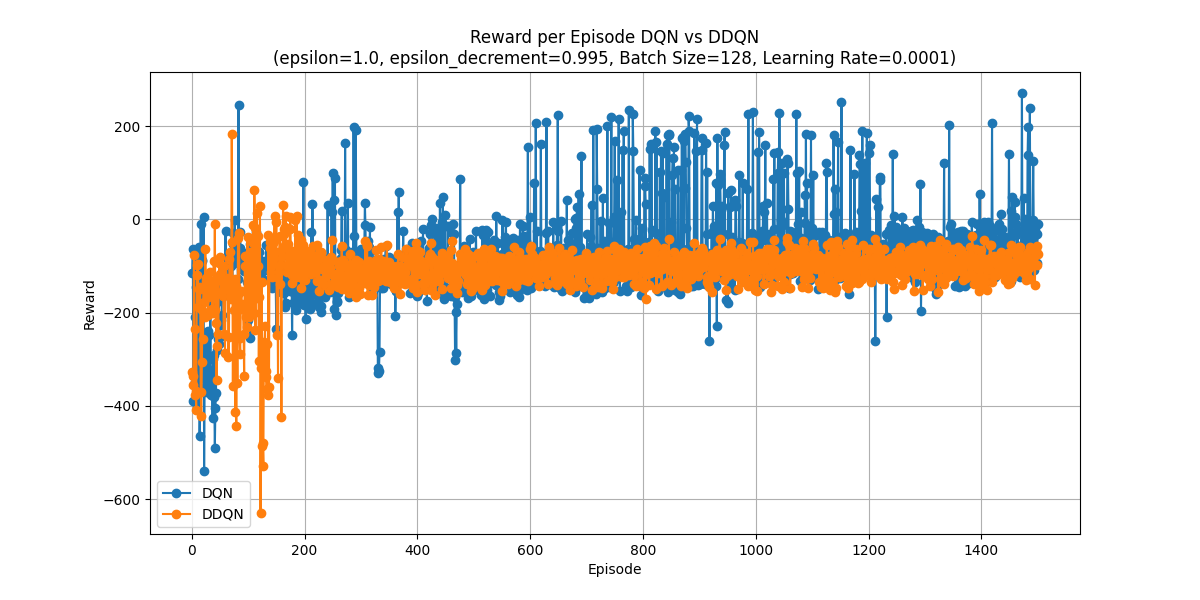 Reward per Episode DQN vs DDQN
(epsilon=1.0, epsilon_decrement=0.995, Batch Size=128, Learning Rate=0.0001)
200
0
−200
−400
−600
Reward
DQN
DDQN
0 200 400 600 800 1000 1200 1400
Episode